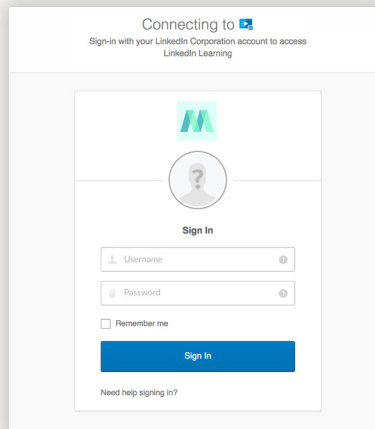 Connecting to
Sign-in with your LinkedIn Corporation account to access
LinkedIn Learning
?
Sign In
Username ?
Password ?
Remember me
Sign In
Need help signing in?